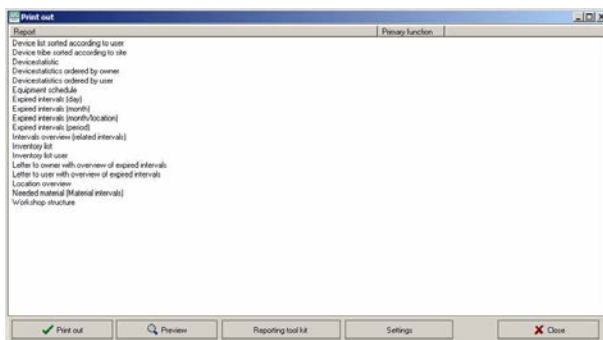 Print out
Report Primary function
Device list sorted according to user
Device tribe sorted according to site
Devicestatistic
Devicestatistics ordered by owner
Devicestatistics ordered by user
Equipment schedule
Expired intervals (day)
Expired intervals (month)
Expired intervals (month/location)
Expired intervals (period)
Intervals overview (related intervals)
Inventory list
Inventory list user
Letter to owner with overview of expired intervals
Letter to user with overview of expired intervals
Location overview
Needed material (Material intervals)
Workshop structure
Print out Preview Reporting tool kit Settings Close